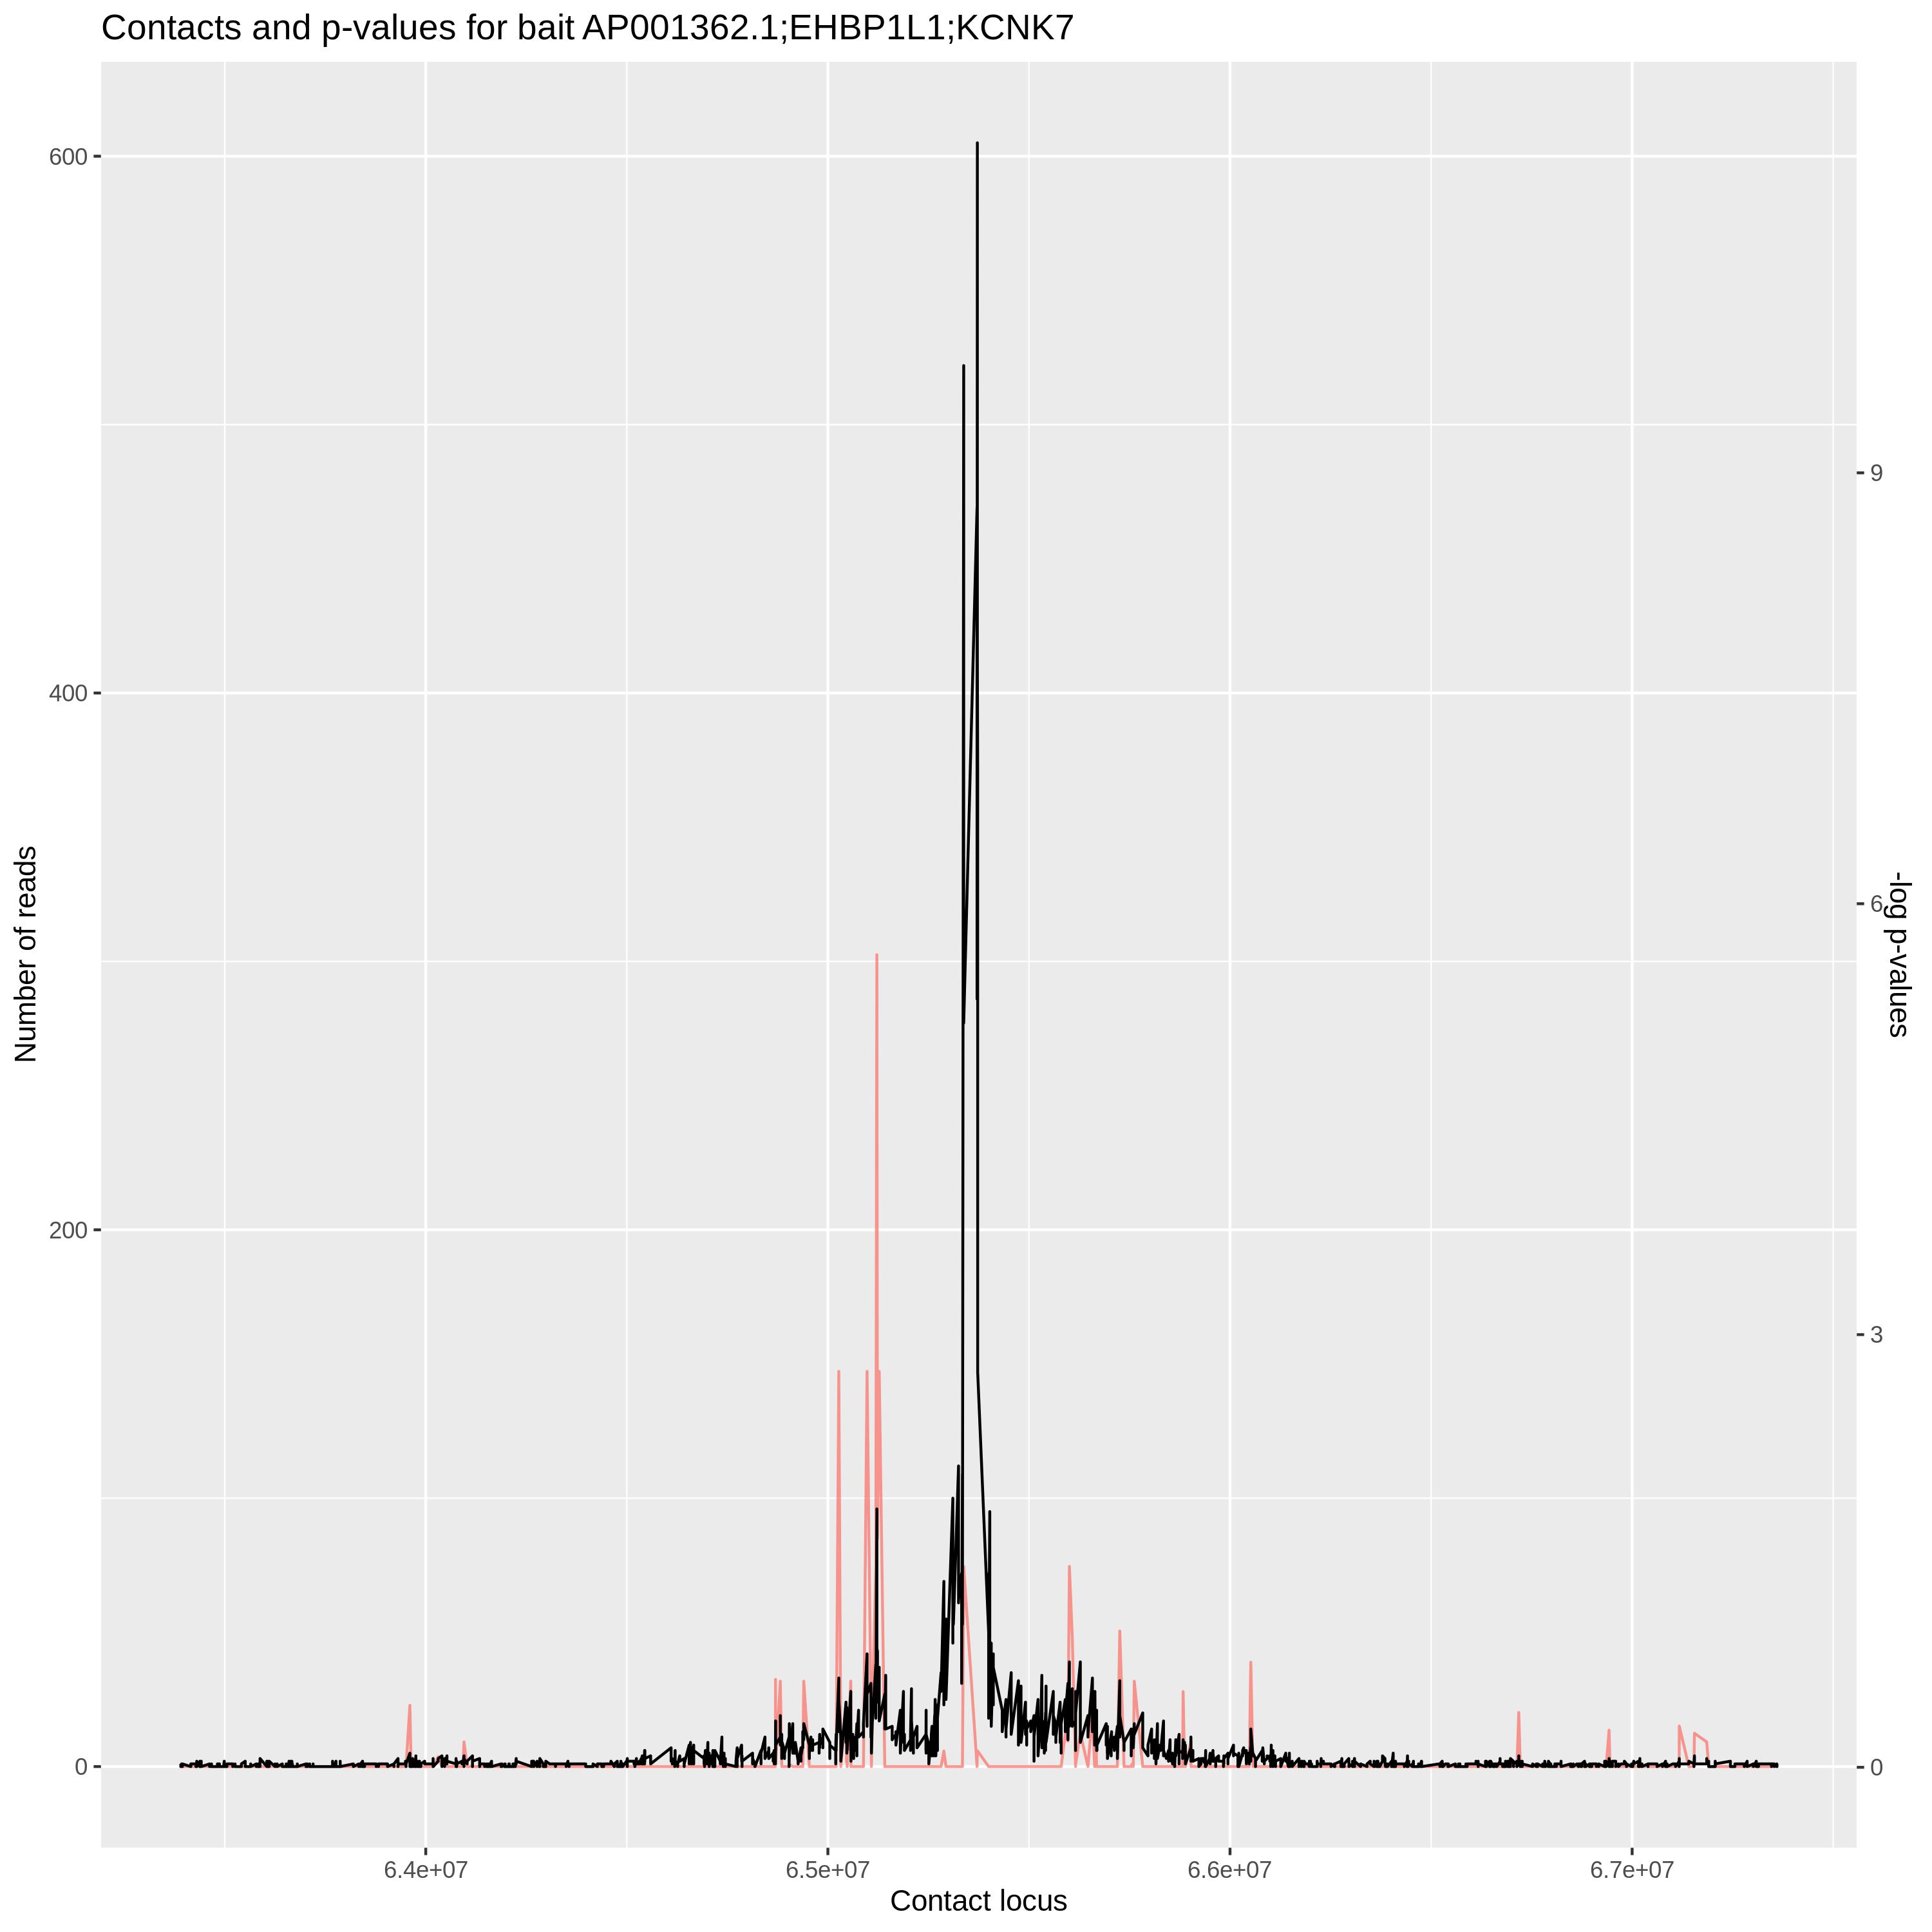 Contacts and p-values for bait AP001362.1;EHBP1L1;KCNK7
600
400
200
0
Number of reads
9
6
3
0
-log p-values
6.4e+07 6.5e+07 6.6e+07 6.7e+07
Contact locus